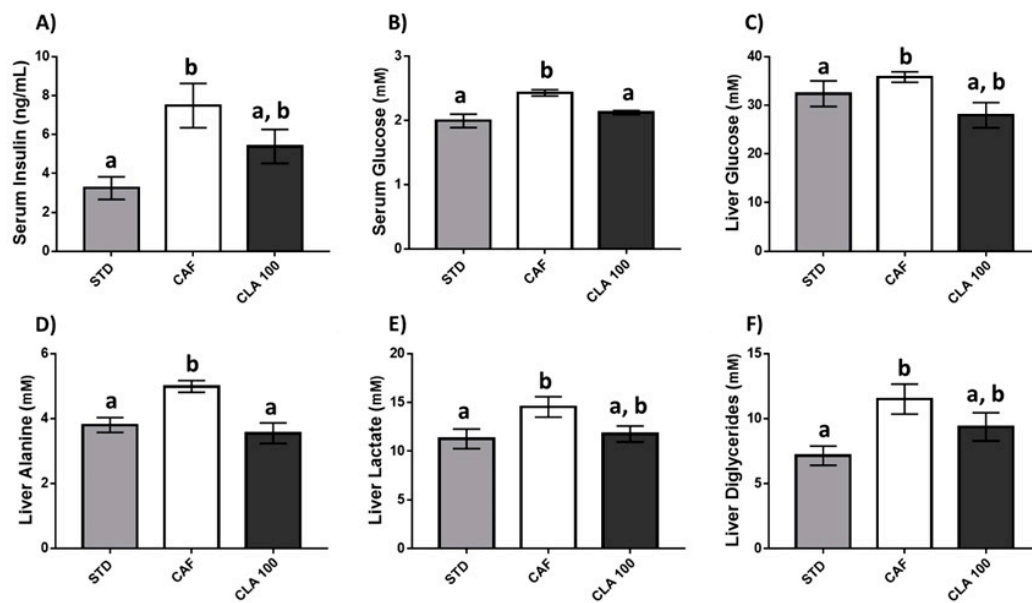 A)
Serum Insulin (ng/mL)
10
8
6
4
2
0
a
b
a, b
STD
CAF
CLA 100
B)
Serum Glucose (mM)
3
2
1
0
a
b
a
STD
CAF
CLA 100
C)
Liver Glucose (mM)
40
30
20
10
0
a
b
a, b
STD
CAF
CLA 100
D)
Liver Alanine (mM)
6
4
2
0
a
b
a
STD
CAF
CLA 100
E)
Liver Lactate (mM)
20
15
10
5
0
a
b
a, b
STD
CAF
CLA 100
F)
Liver Diglycerides (mM)
15
10
5
0
a
b
a, b
STD
CAF
CLA 100